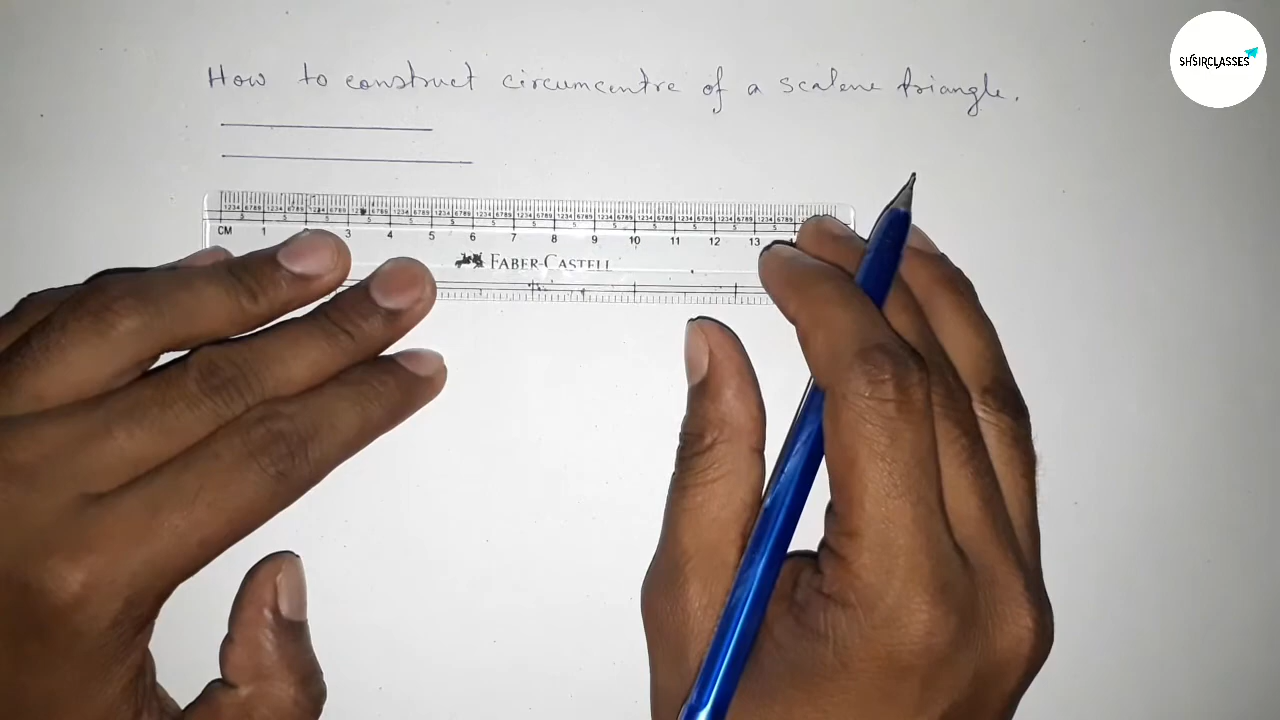 How to construct circumcentre of a scalene triangle.
SHSIRCLASSES
CM 1 2 3 4 5 6 7 8 9 10 11 12 13
FABER-CASTELL